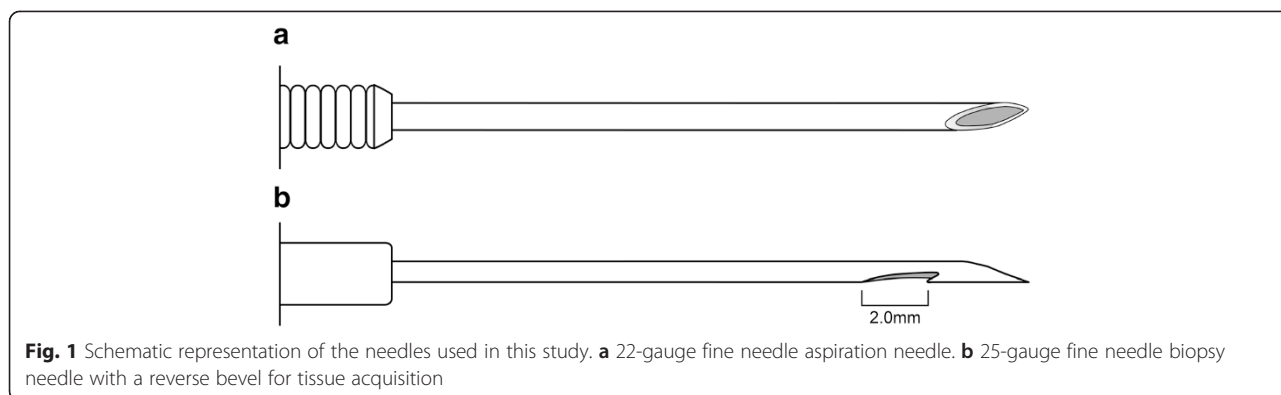 a
b
2.0mm
Fig. 1 Schematic representation of the needles used in this study. a 22-gauge fine needle aspiration needle. b 25-gauge fine needle biopsy
needle with a reverse bevel for tissue acquisition